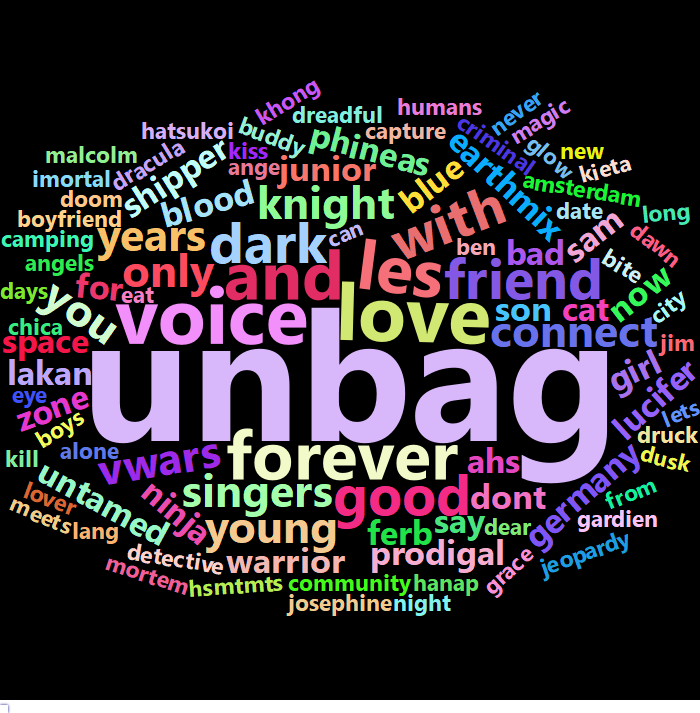 khong
dreadful
humans
never
magic
hatsukoi
buddy
phineas
capture
criminal
glow
new
malcolm
dracula
shipper
kiss
ange
junior
blue
earthmix
kieta
imortal
doom
blood
knight
amsterdam
boyfriend
date
long
camping
years
dark
can
with
ben
bad
sam
dawn
angels
only
and
les
friend
bite
days
you
for
eat
voice
love
son
cat
now
city
chica
space
connect
jim
lakan
unbag
girl
lucifer
eye
zone
boys
lets
druck
kill
alone
vwars
forever
ahs
germany
dusk
untamed
ninja
singers
good
dont
from
lover
meets
lang
young
ferb
say
dear
gardien
detective
mortem
warrior
prodigal
grace
jeopardy
hsmtmts
community
hanap
josephine
night